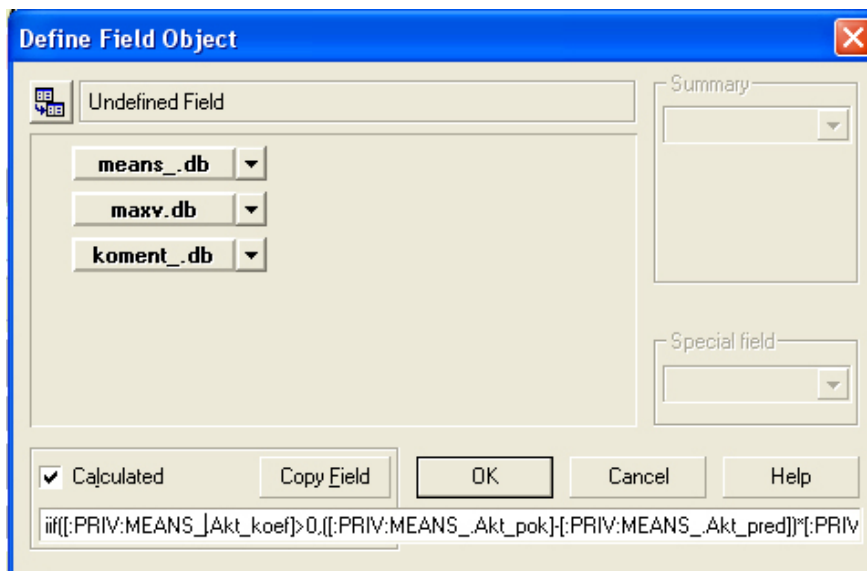 Define Field Object
Undefined Field
Summary
means_.db
maxv.db
koment_.db
Special field
Calculated
Copy Field
OK
Cancel
Help
iif([:PRIV:MEANS_.Akt_koef]>0,([:PRIV:MEANS_.Akt_pok]-[:PRIV:MEANS_.Akt_pred])*[:PRIV